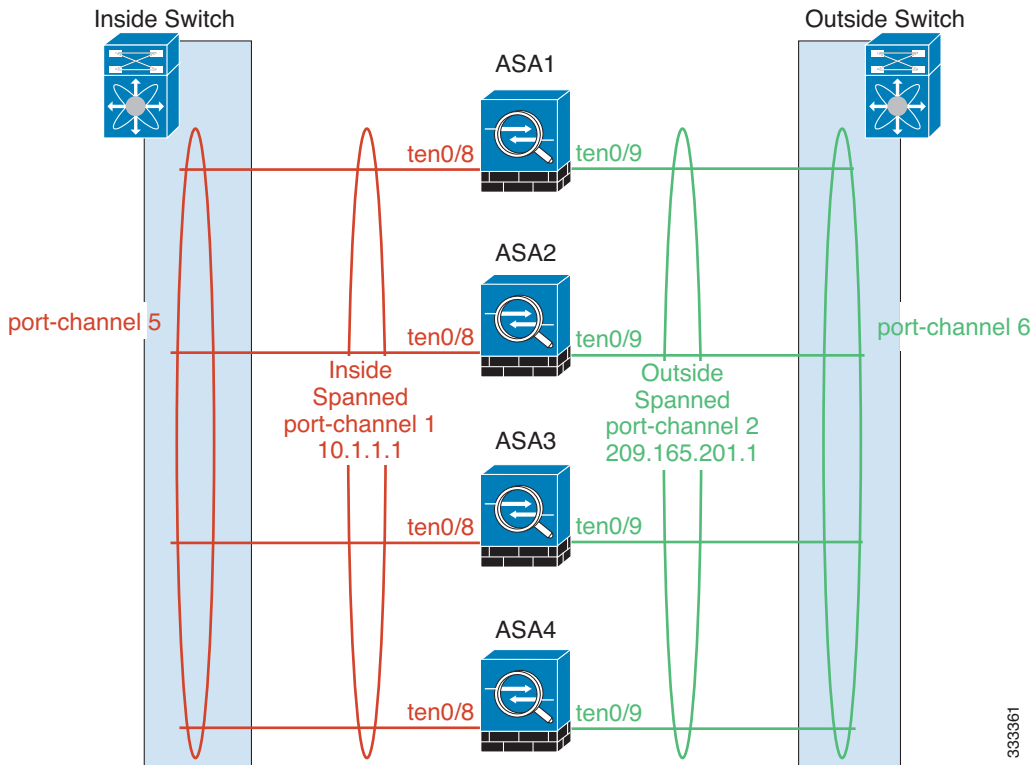 Inside Switch
Outside Switch
ASA1
ten0/8
ten0/9
ASA2
port-channel 5
ten0/8
ten0/9
port-channel 6
Inside
Spanned
port-channel 1
10.1.1.1
Outside
Spanned
port-channel 2
209.165.201.1
ASA3
ten0/8
ten0/9
ASA4
ten0/8
ten0/9
333361